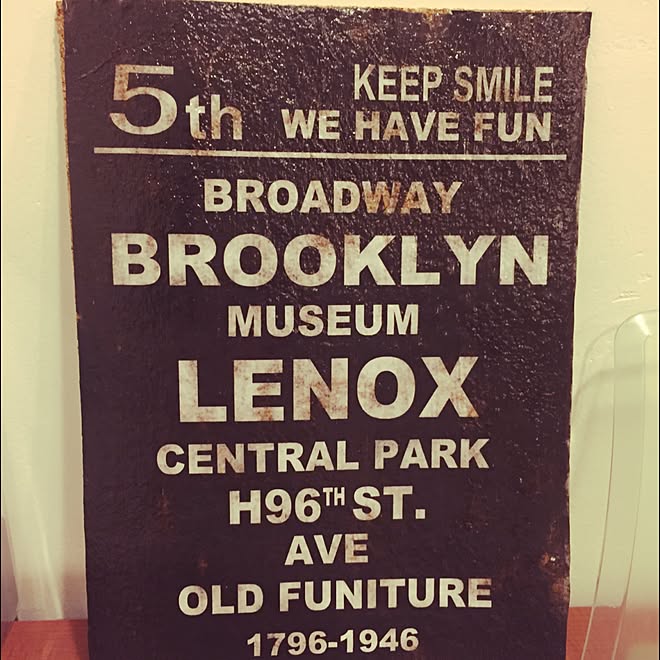 5th
KEEP SMILE
WE HAVE FUN
BROADWAY
BROOKLYN
MUSEUM
LENOX
CENTRAL PARK
H96TH ST.
AVE
OLD FUNITURE
1796-1946